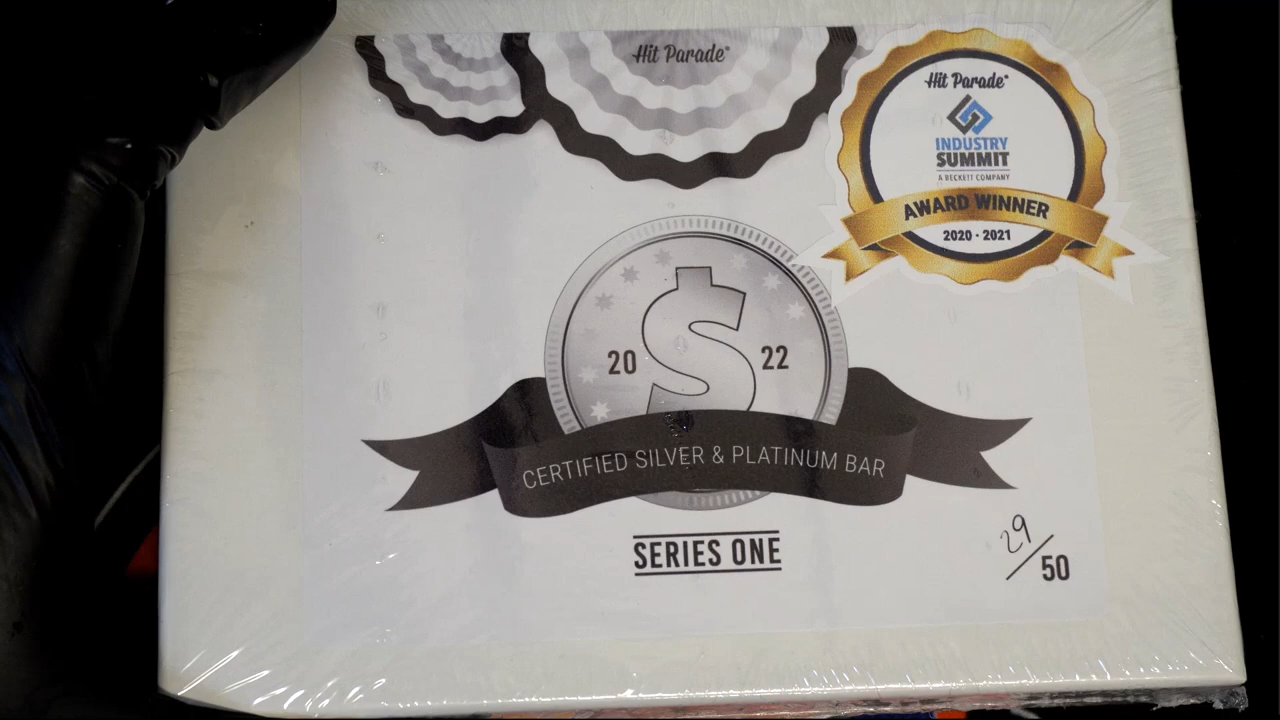 Hit Parade®
Hit Parade®
INDUSTRY
SUMMIT
A BECKETT COMPANY
AWARD WINNER
2020 · 2021
$
20 22
CERTIFIED SILVER & PLATINUM BAR
SERIES ONE
29/50